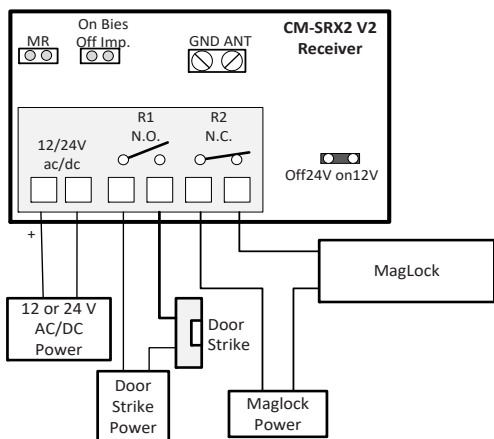 On Bies
MR Off Imp.
GND ANT
CM-SRX2 V2
Receiver
12/24V
ac/dc
R1
N.O.
R2
N.C.
Off24V on12V
+
12 or 24 V
AC/DC
Power
Door
Strike
Door
Strike
Power
MagLock
Maglock
Power